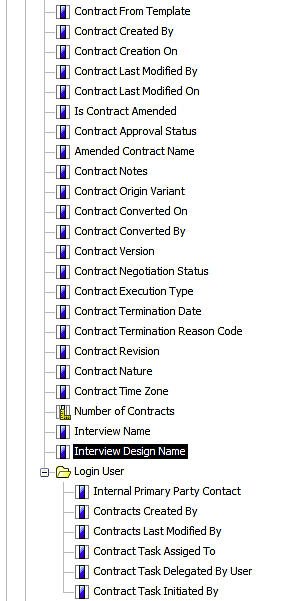 Contract From Template
Contract Created By
Contract Creation On
Contract Last Modified By
Contract Last Modified On
Is Contract Amended
Contract Approval Status
Amended Contract Name
Contract Notes
Contract Origin Variant
Contract Converted On
Contract Converted By
Contract Version
Contract Negotiation Status
Contract Execution Type
Contract Termination Date
Contract Termination Reason Code
Contract Revision
Contract Nature
Contract Time Zone
Number of Contracts
Interview Name
Interview Design Name
Login User
Internal Primary Party Contact
Contracts Created By
Contracts Last Modified By
Contract Task Assiged To
Contract Task Delegated By User
Contract Task Initiated By